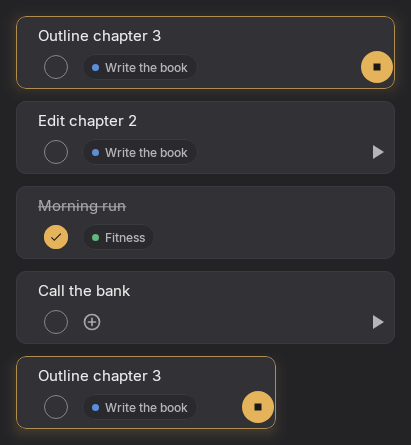 Outline chapter 3
Write the book
Edit chapter 2
Write the book
Morning run
Fitness
Call the bank
Outline chapter 3
Write the book